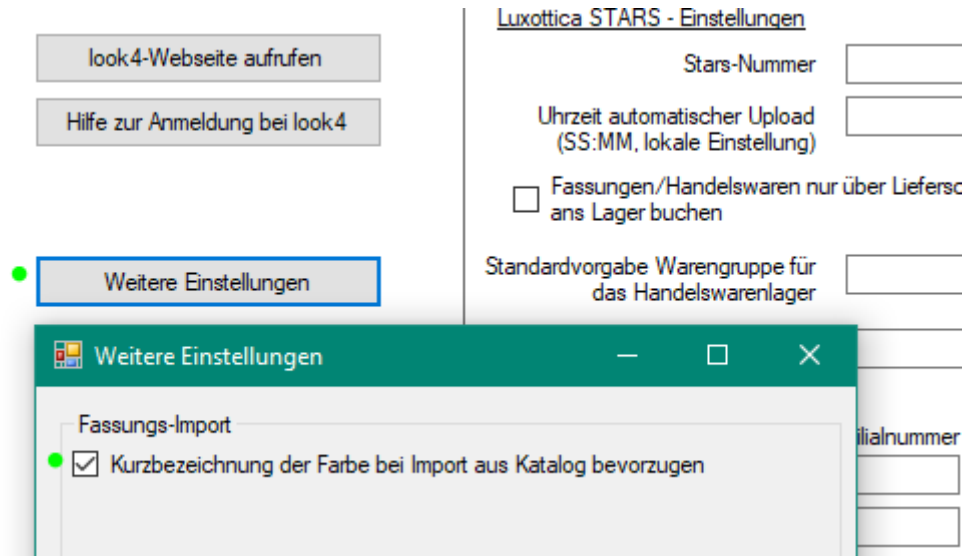 look4-Webseite aufrufen
Hilfe zur Anmeldung bei look4
Weitere Einstellungen
Luxottica STARS - Einstellungen
Stars-Nummer
Uhrzeit automatischer Upload
(SS:MM, lokale Einstellung)
Fassungen/Handelswaren nur über
ans Lager buchen
Standardvorgabe Warengruppe für
das Handelswarenlager
Weitere Einstellungen
Fassungs-Import
Kurzbezeichnung der Farbe bei Import aus Katalog bevorzugen